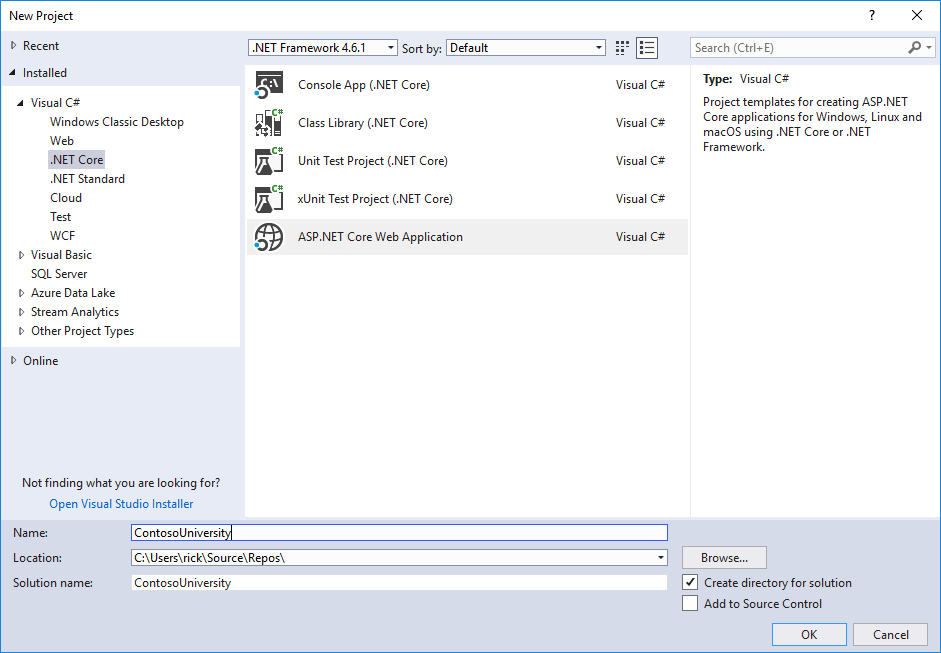 New Project
?
Recent
.NET Framework 4.6.1
Sort by:
Default
Search (Ctrl+E)
Installed
Visual C#
Windows Classic Desktop
Web
.NET Core
.NET Standard
Cloud
Test
WCF
Visual Basic
SQL Server
Azure Data Lake
Stream Analytics
Other Project Types
Online
Not finding what you are looking for?
Open Visual Studio Installer
C:\
Console App (.NET Core) Visual C#
C#
Class Library (.NET Core) Visual C#
C#
Unit Test Project (.NET Core) Visual C#
C#
xUnit Test Project (.NET Core) Visual C#
ASP.NET Core Web Application Visual C#
Type: Visual C#
Project templates for creating ASP.NET
Core applications for Windows, Linux and
macOS using .NET Core or .NET
Framework.
Name: ContosoUniversity
Location: C:\Users\rick\Source\Repos\
Browse...
Solution name: ContosoUniversity
Create directory for solution
Add to Source Control
OK
Cancel